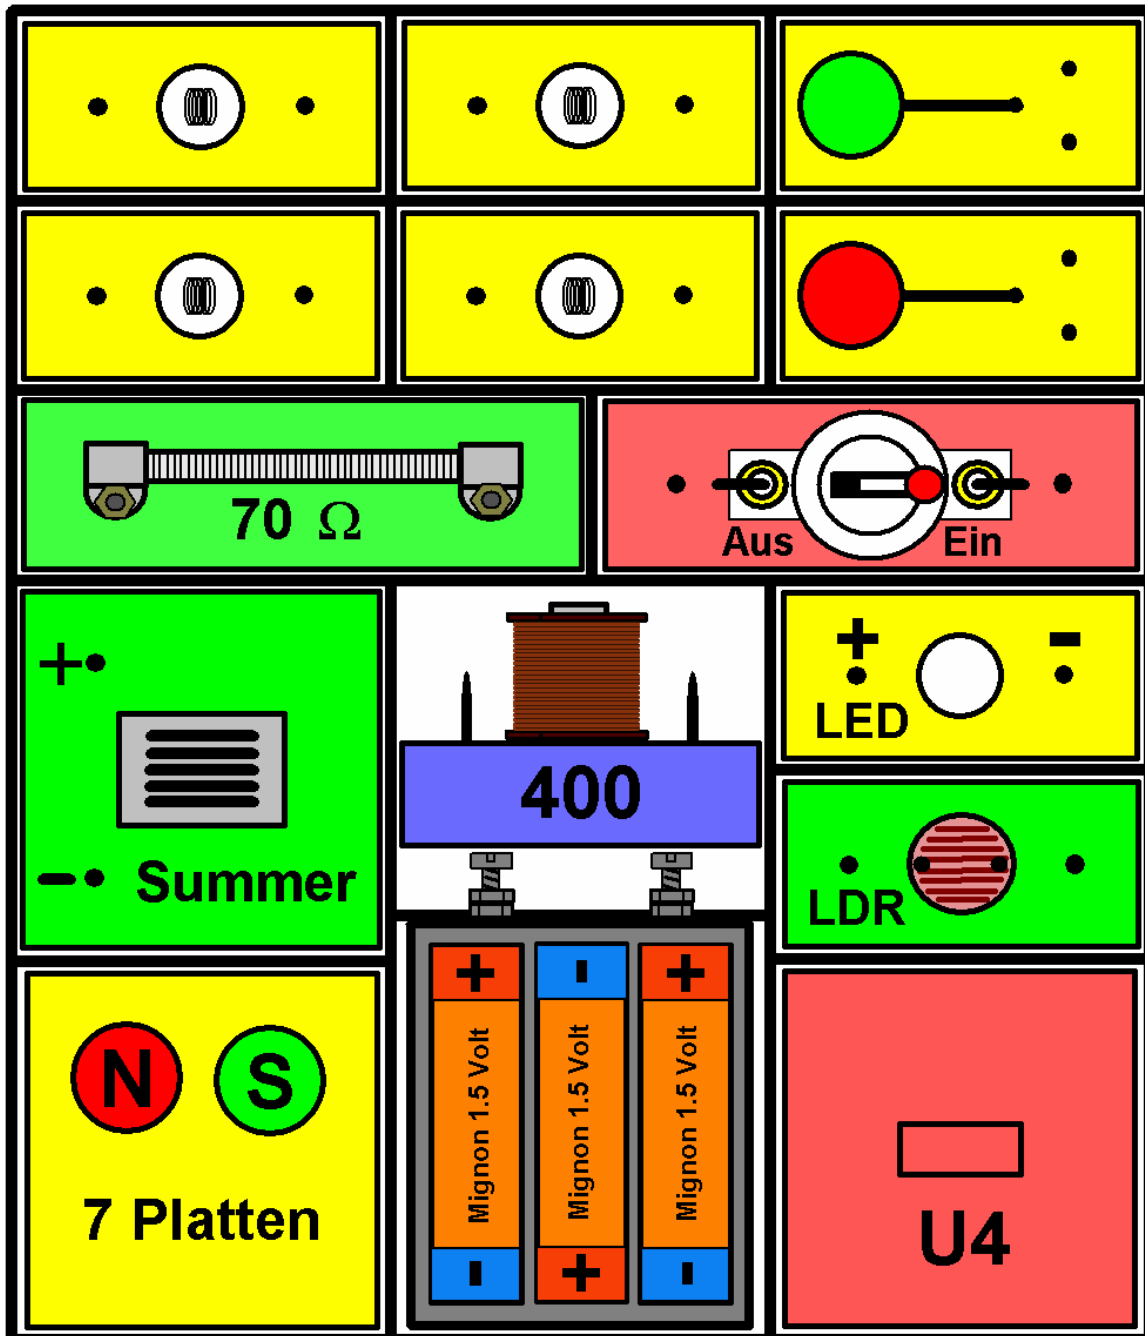 70 Ω
Aus
Ein
+
-
LED
+
- Summer
400
LDR
+
-
+
Mignon 1.5 Volt
Mignon 1.5 Volt
Mignon 1.5 Volt
-
+
-
N
S
7 Platten
U4